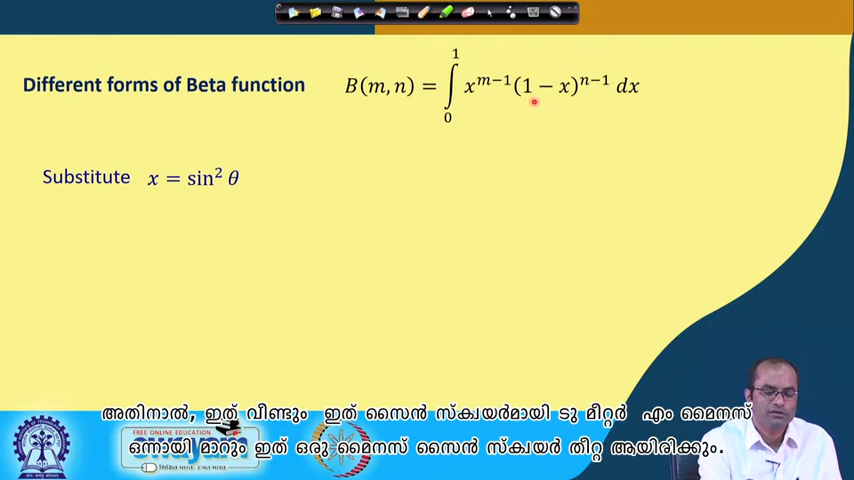 Different forms of Beta function B(m, n) = ∫₀¹ x^{m−1}(1 − x)^{n−1} dx
Substitute x = sin² θ
അതിനാൽ, ഇത് വീണ്ടും ഇത് സൈൻ സ്ക്വയർമായി ടു മീറ്റർ എം മൈനസ്
ഒന്നായി മാറും ഇത് ഒരു മൈനസ് സൈൻ സ്ക്വയർ തീറ്റ ആയിരിക്കും.
FREE ONLINE EDUCATION
swayam